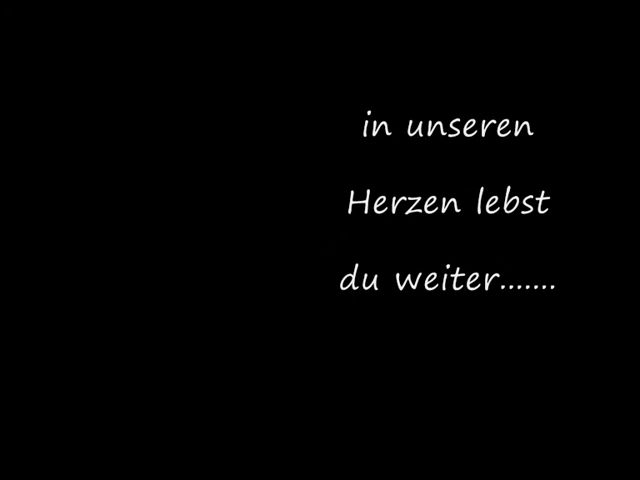 in unseren
Herzen lebst
du weiter.......